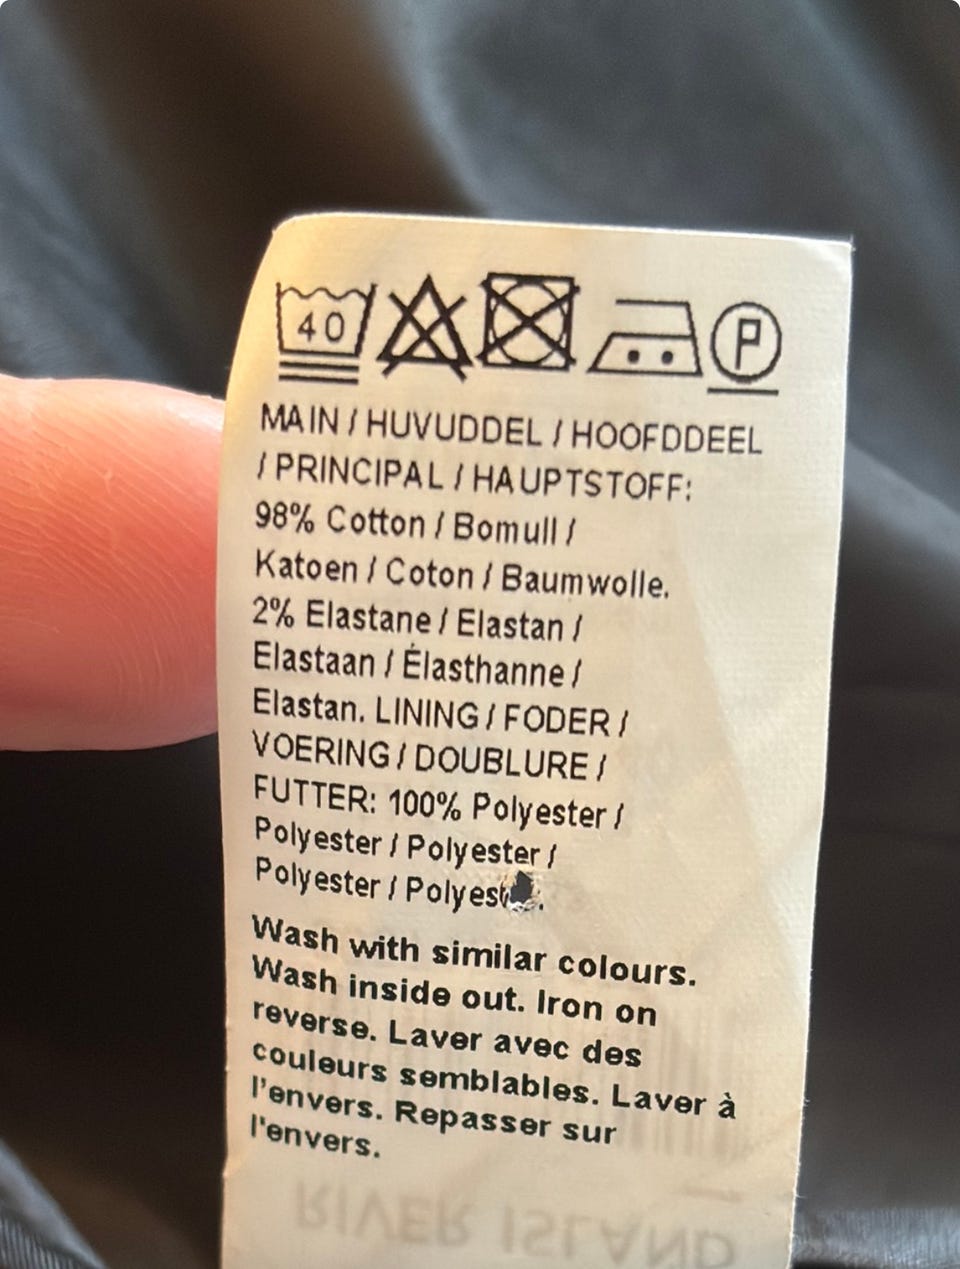 40
P
MAIN / HUVUDDEL / HOOFDDEEL
/ PRINCIPAL / HAUPTSTOFF:
98% Cotton / Bomull /
Katoen / Coton / Baumwolle.
2% Elastane / Elastan /
Elastaan / Élasthanne /
Elastan. LINING / FODER /
VOERING / DOUBLURE /
FUTTER: 100% Polyester /
Polyester / Polyester /
Polyester /
Wash with similar colours.
Wash inside out. Iron on
reverse. Laver avec des
couleurs semblables. Laver à
l'envers. Repasser sur
l'envers.
RIVER ISLAND